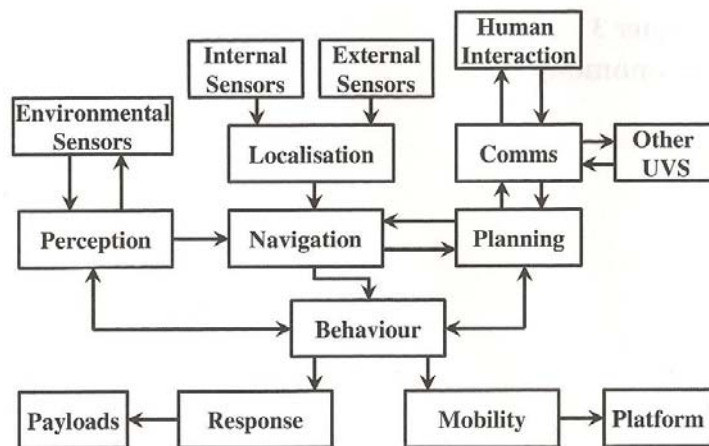 Internal
Sensors
External
Sensors
Human
Interaction
Environmental
Sensors
Localisation
Comms
Other
UVS
Perception
Navigation
Planning
Behaviour
Payloads
Response
Mobility
Platform